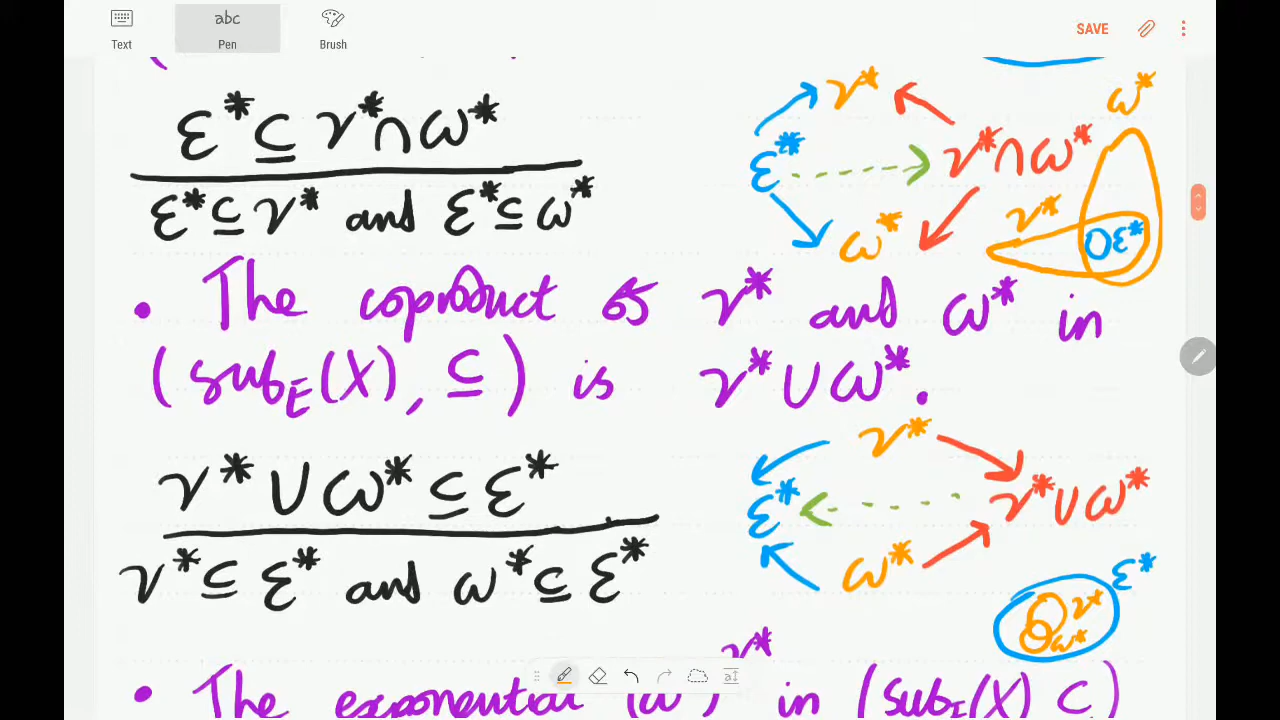 Text
abc
Pen
Brush
SAVE
ε* ⊆ ν* ∩ ω*
ε* ⊆ ν* and ε* ⊆ ω*
ν*
ε*
ν* ∩ ω*
ω*
ω*
ν*
ε*
• The coproduct of ν* and ω* in
(sub_E(X), ⊆) is ν* ∪ ω*.
ν* ∪ ω* ⊆ ε*
ν* ⊆ ε* and ω* ⊆ ε*
ν*
ε*
ν* ∪ ω*
ω*
ε*
ν*
ω*
• The exponential (ω*)^ν* in (sub_E(X), ⊆)